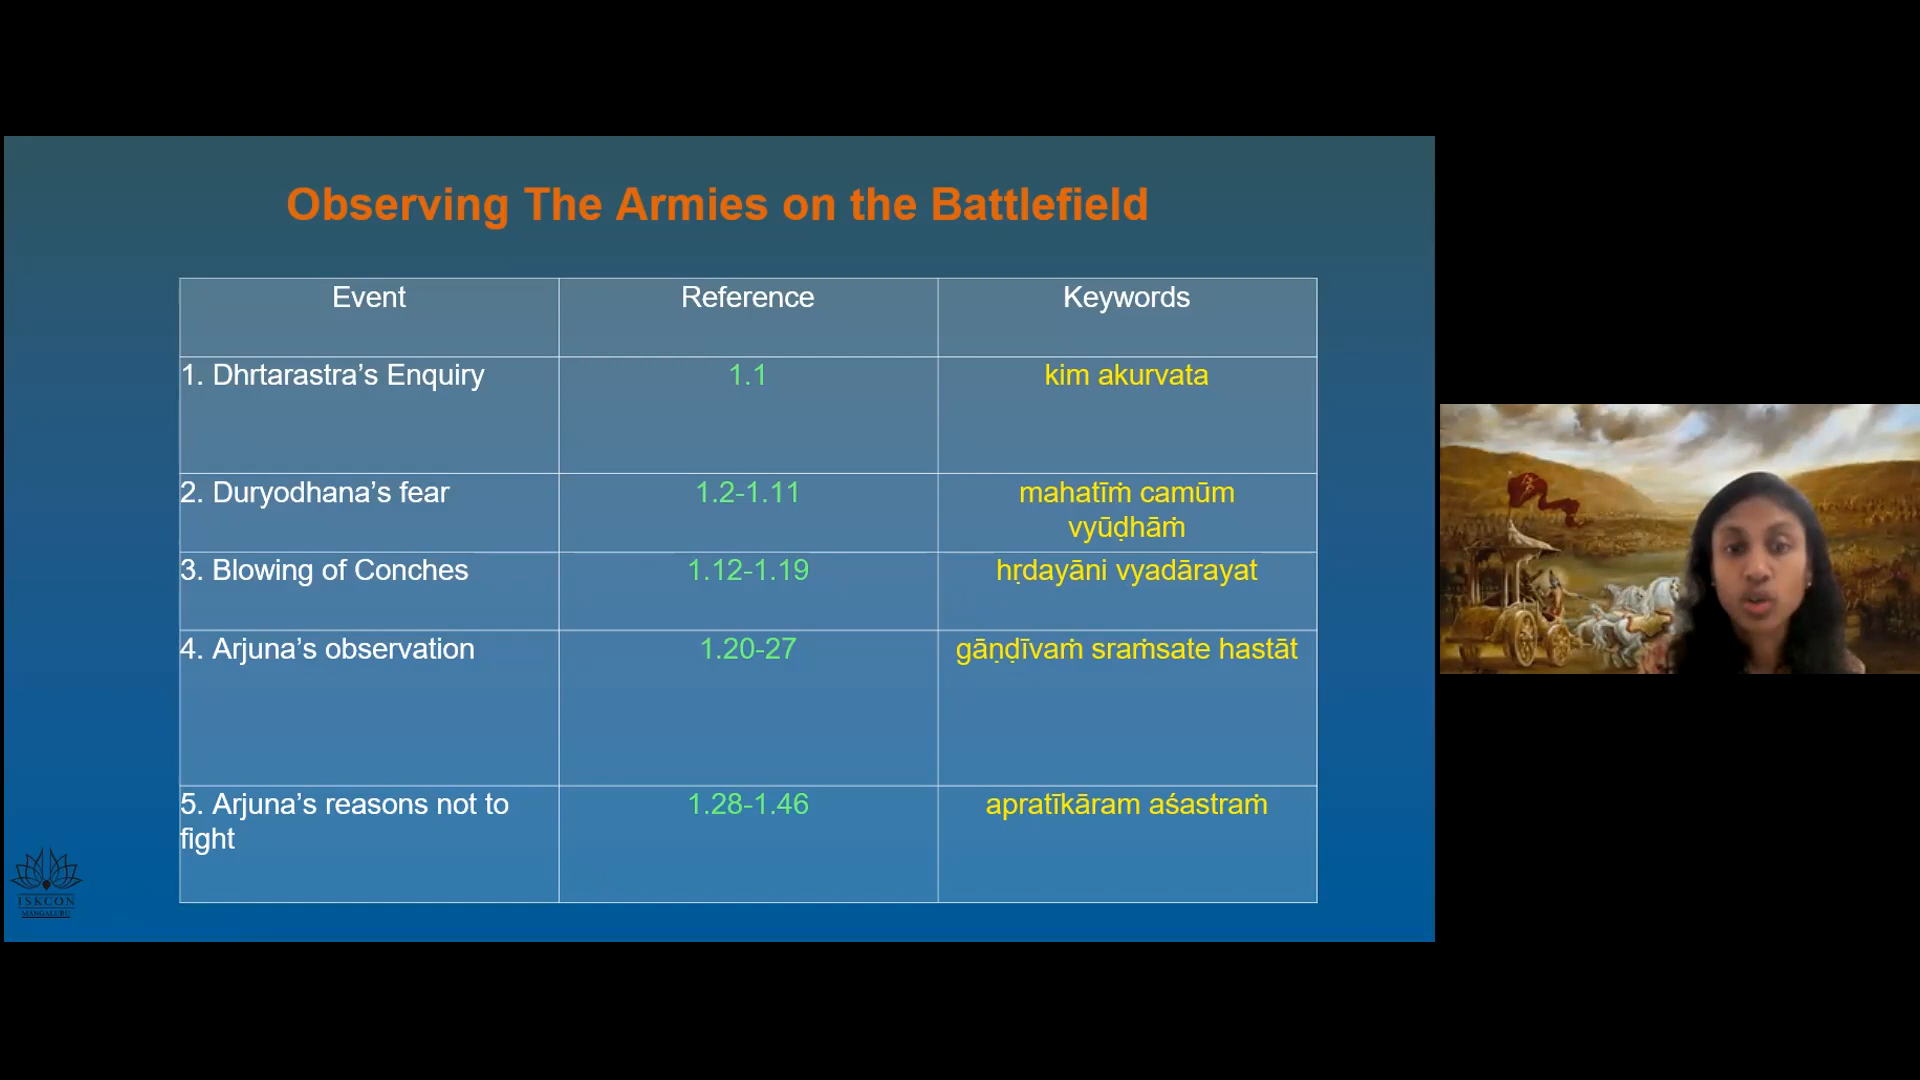 Observing The Armies on the Battlefield
Event Reference Keywords
1. Dhrtarastra’s Enquiry 1.1 kim akurvata
2. Duryodhana’s fear 1.2-1.11 mahatīṁ camūm
vyūḍhāṁ
3. Blowing of Conches 1.12-1.19 hṛdayāni vyadārayat
4. Arjuna’s observation 1.20-27 gāṇḍīvaṁ sraṁsate hastāt
5. Arjuna’s reasons not to 1.28-1.46 apratīkāram aśastraṁ
fight
ISKCON
MANGALURU